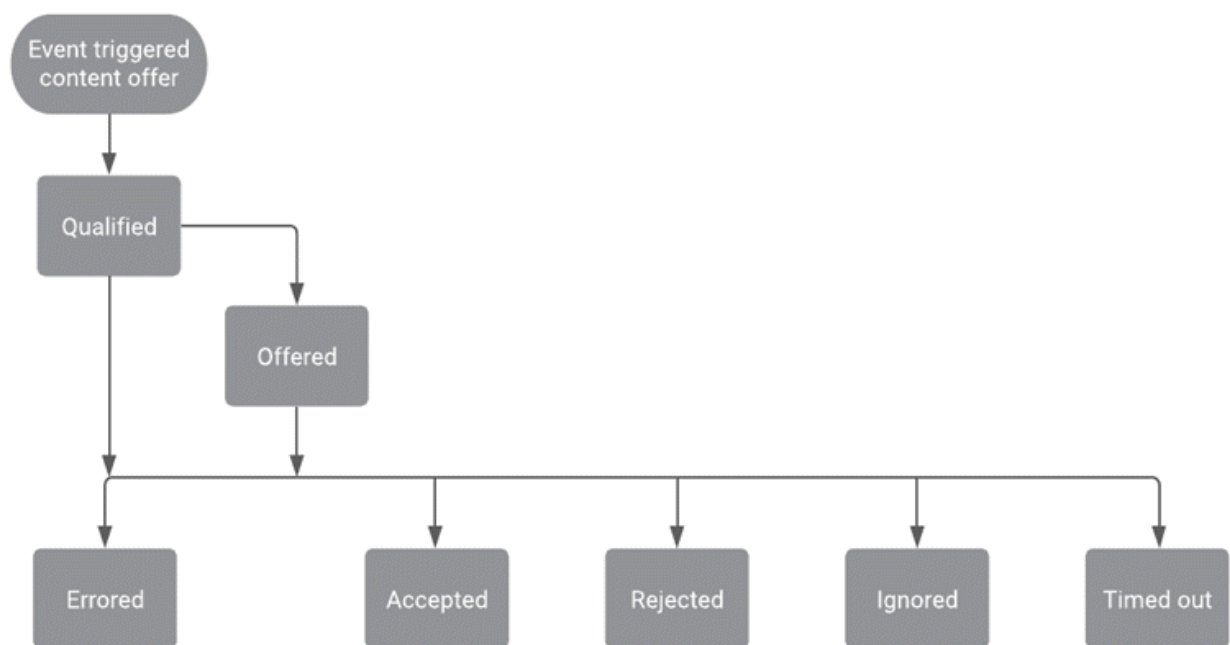 Event triggered
content offer
Qualified
Offered
Errored
Accepted
Rejected
Ignored
Timed out